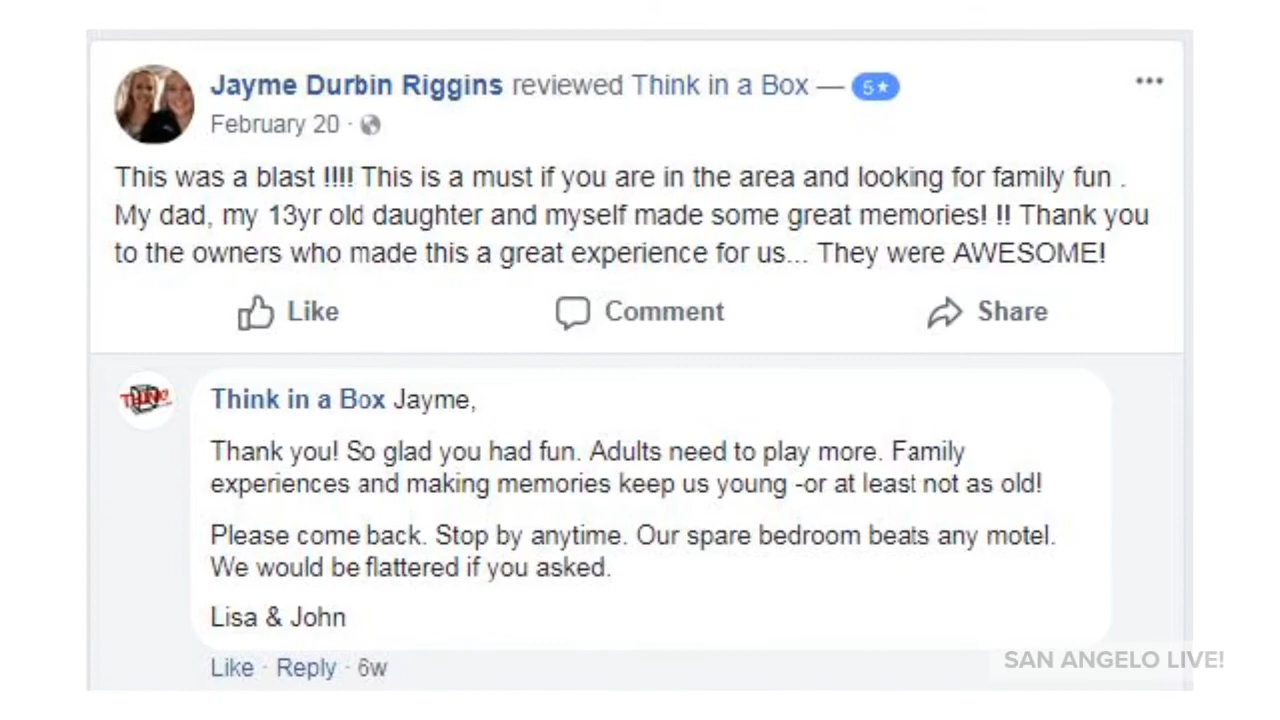 Jayme Durbin Riggins reviewed Think in a Box — 5★
February 20 ·
This was a blast !!!! This is a must if you are in the area and looking for family fun .
My dad, my 13yr old daughter and myself made some great memories! !! Thank you
to the owners who made this a great experience for us... They were AWESOME!
Like Comment Share
THINK!
Think in a Box Jayme,
Thank you! So glad you had fun. Adults need to play more. Family
experiences and making memories keep us young -or at least not as old!
Please come back. Stop by anytime. Our spare bedroom beats any motel.
We would be flattered if you asked.
Lisa & John
Like · Reply · 6w
SAN ANGELO LIVE!